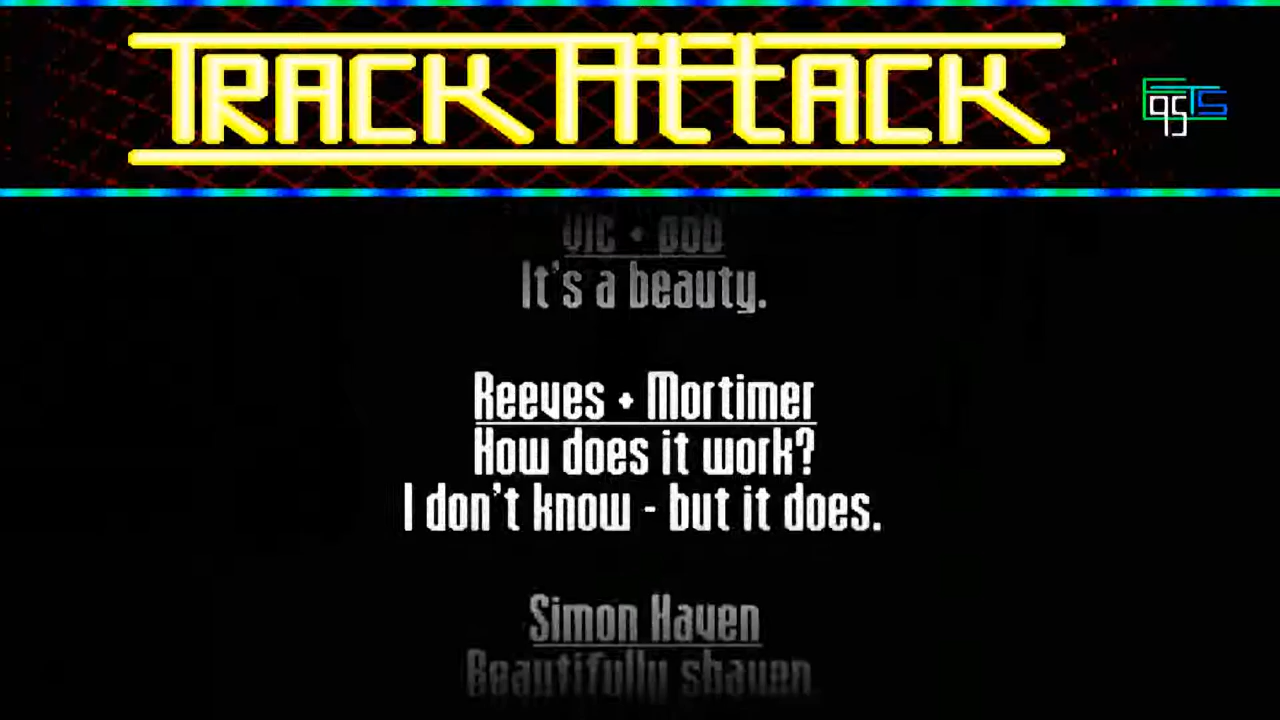 Track Attack
Vic + Bob
It's a beauty.
Reeves + Mortimer
How does it work?
I don't know - but it does.
Simon Haven
Beautifully shaven.